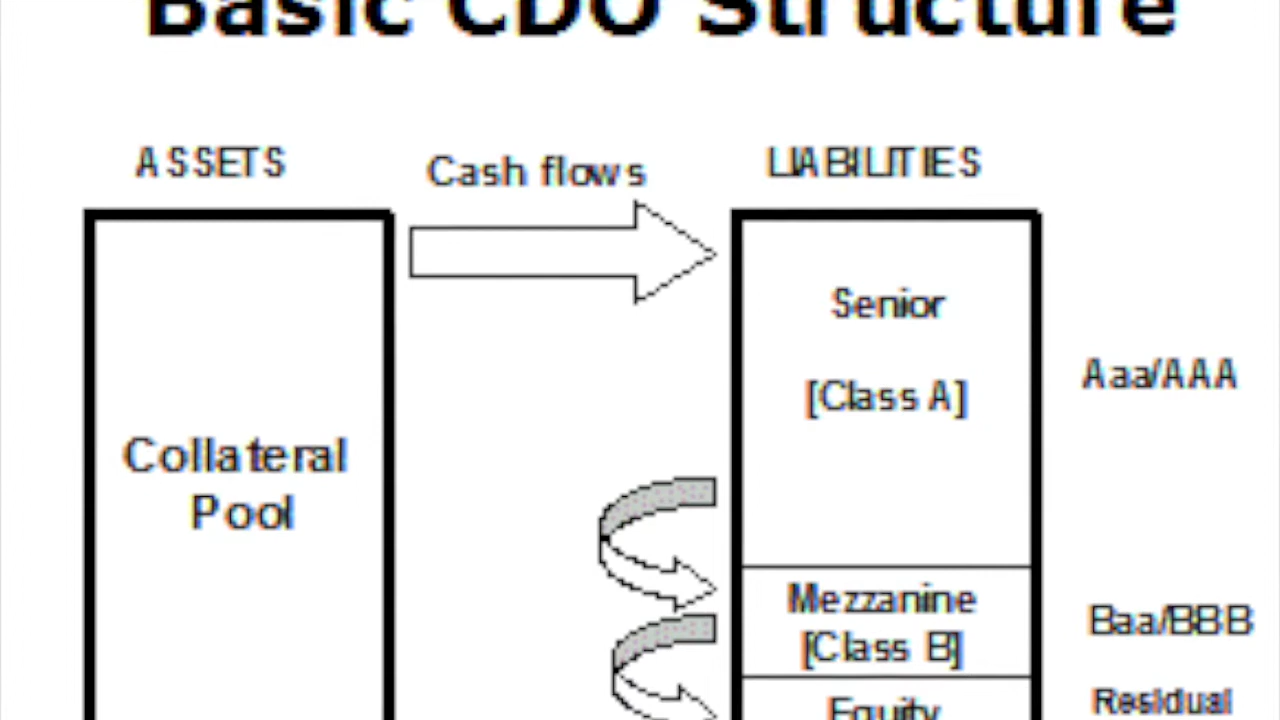 Basic CDO Structure
ASSETS
Cash flows
LIABILITIES
Senior
[Class A]
Aaa/AAA
Collateral
Pool
Mezzanine
[Class B]
Baa/BBB
Equity
Residual